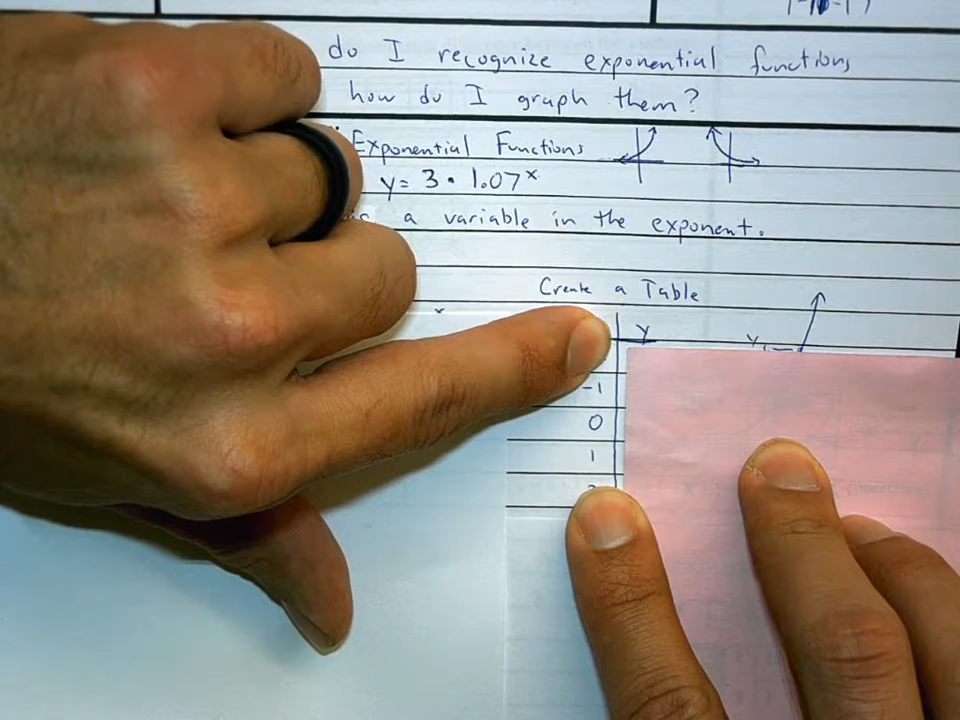 do I recognize exponential functions
how do I graph them?
Exponential Functions
y = 3 • 1.07ˣ
a variable in the exponent.
Create a Table
x
y
y
-1
0
1